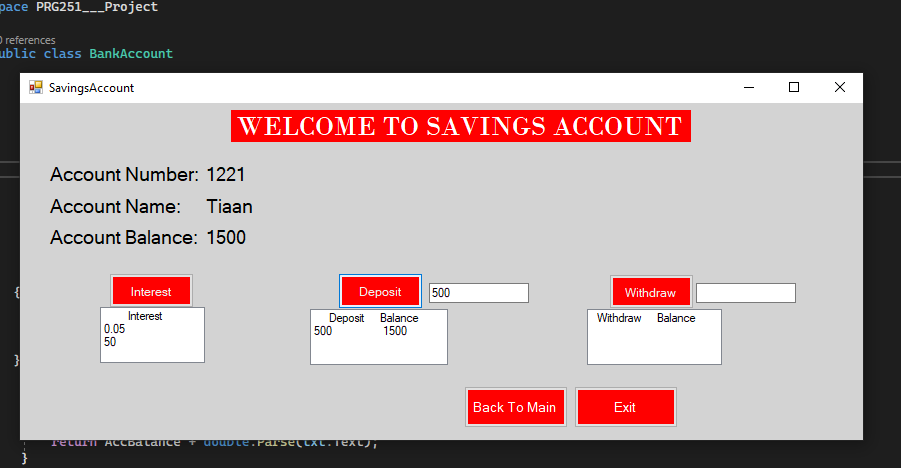 pace PRG251___Project
0 references
ublic class BankAccount
SavingsAccount
WELCOME TO SAVINGS ACCOUNT
Account Number: 1221
Account Name: Tiaan
Account Balance: 1500
{
Interest
Deposit
500
Withdraw
Interest
0.05
50
Deposit Balance
500 1500
Withdraw Balance
}
Back To Main
Exit
return AccBalance + double.Parse(txt.Text);
}